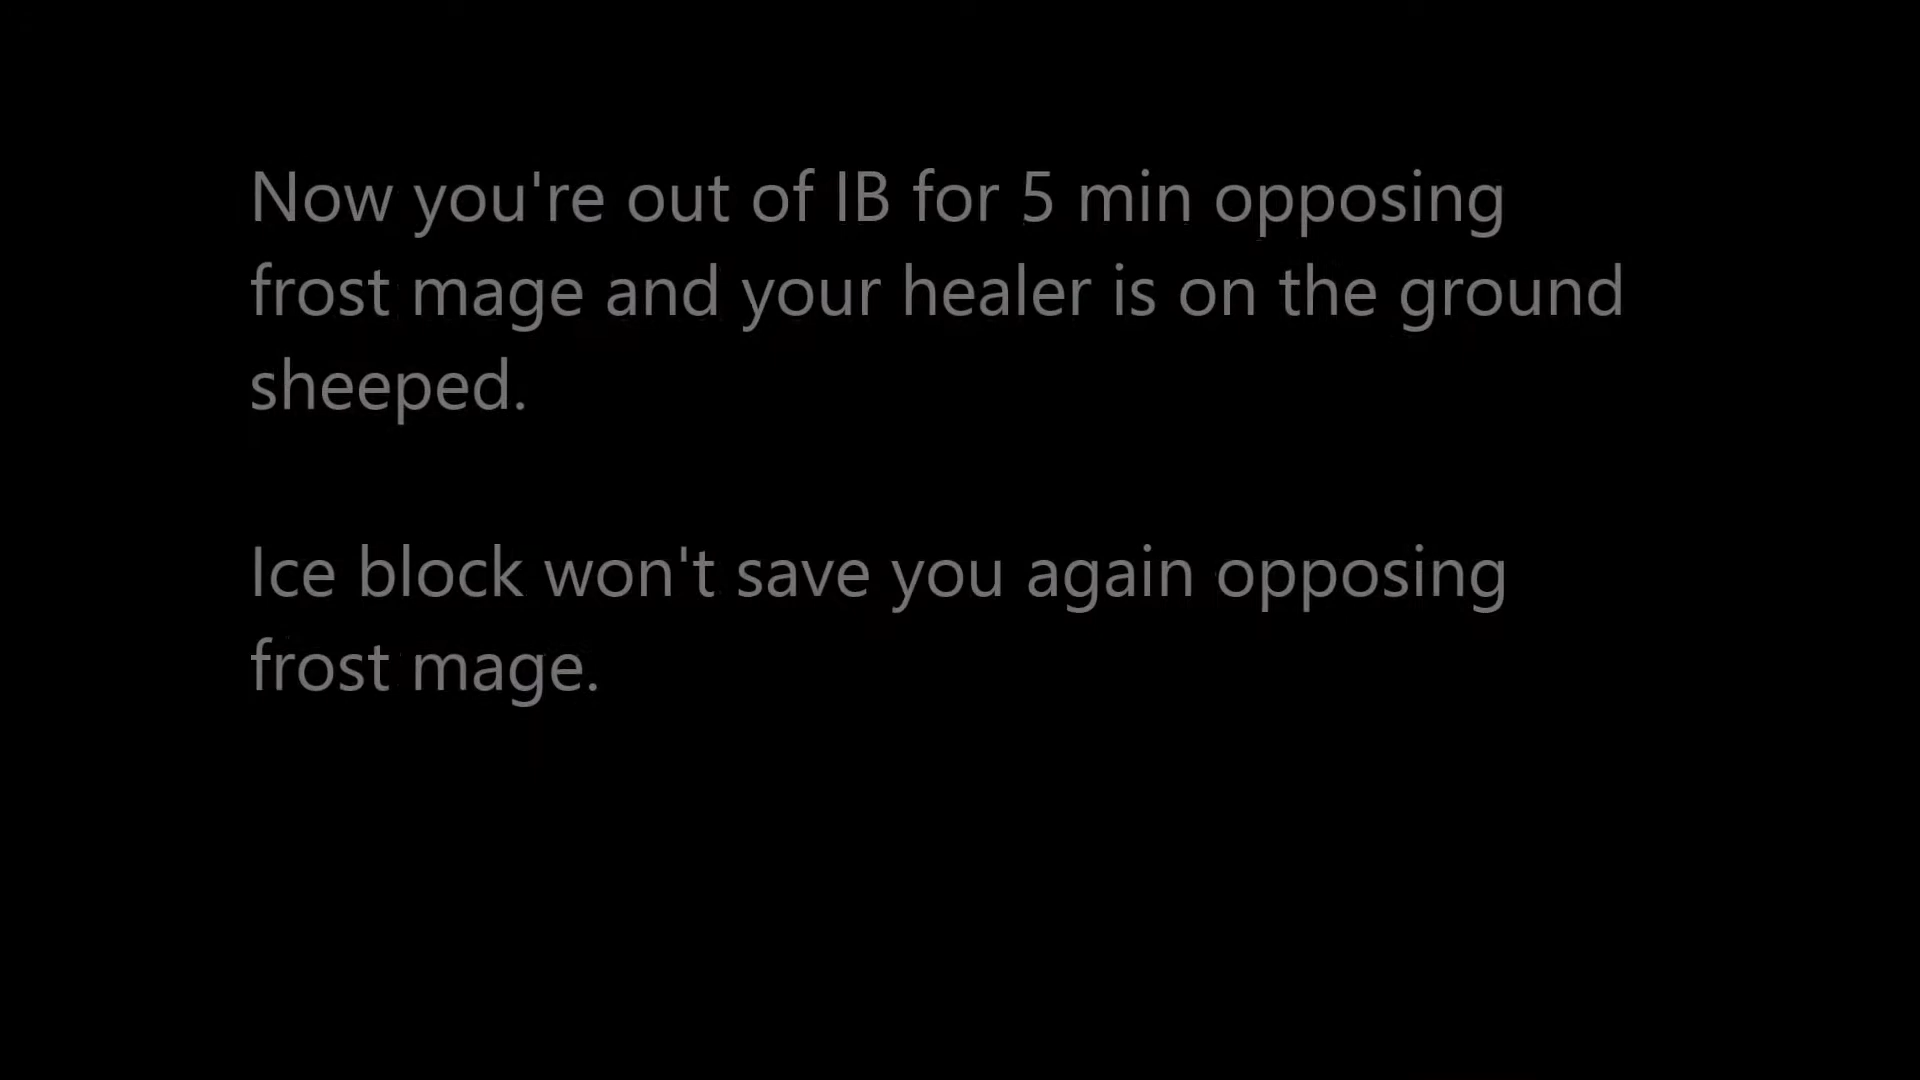 Now you're out of IB for 5 min opposing
frost mage and your healer is on the ground
sheeped.
Ice block won't save you again opposing
frost mage.